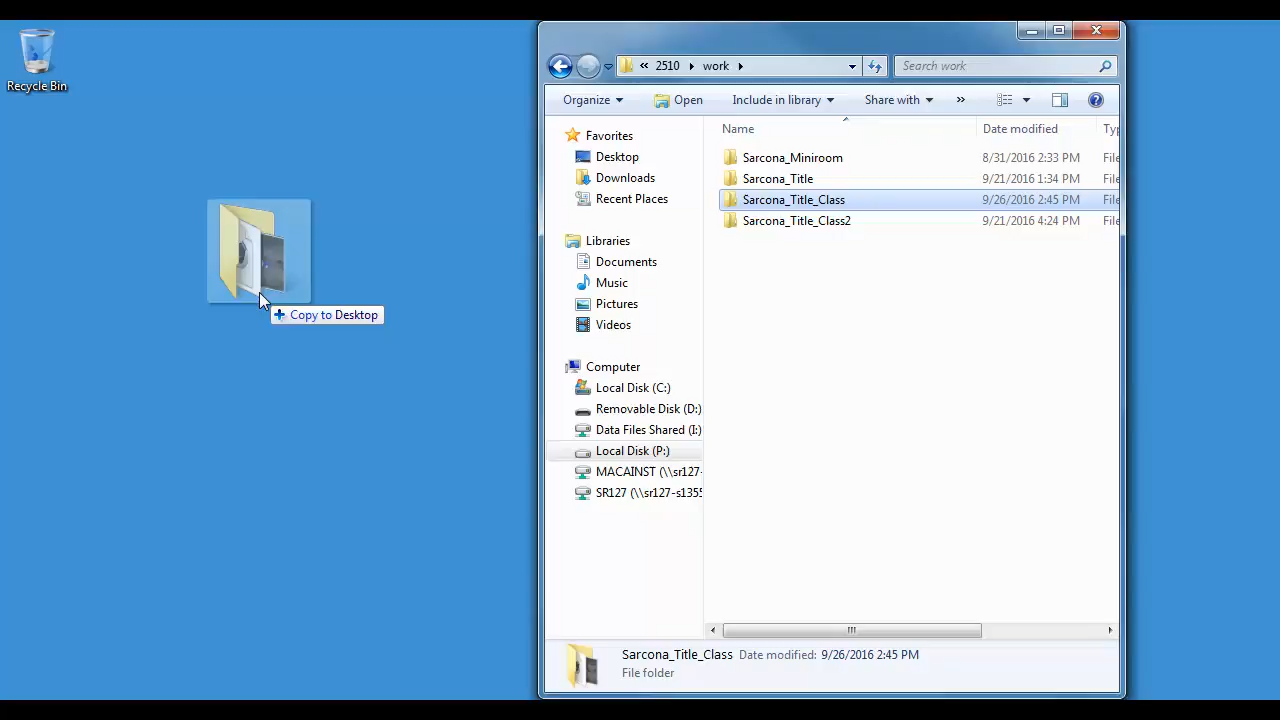 Recycle Bin
Copy to Desktop
« 2510 work
Search work
Organize Open Include in library Share with »
Name Date modified Typ
Favorites
Desktop
Downloads
Recent Places
Libraries
Documents
Music
Pictures
Videos
Computer
Local Disk (C:)
Removable Disk (D:)
Data Files Shared (I:)
Local Disk (P:)
MACAINST (\\sr127-
SR127 (\\sr127-s1355
Sarcona_Miniroom 8/31/2016 2:33 PM File
Sarcona_Title 9/21/2016 1:34 PM File
Sarcona_Title_Class 9/26/2016 2:45 PM File
Sarcona_Title_Class2 9/21/2016 4:24 PM File
Sarcona_Title_Class Date modified: 9/26/2016 2:45 PM
File folder